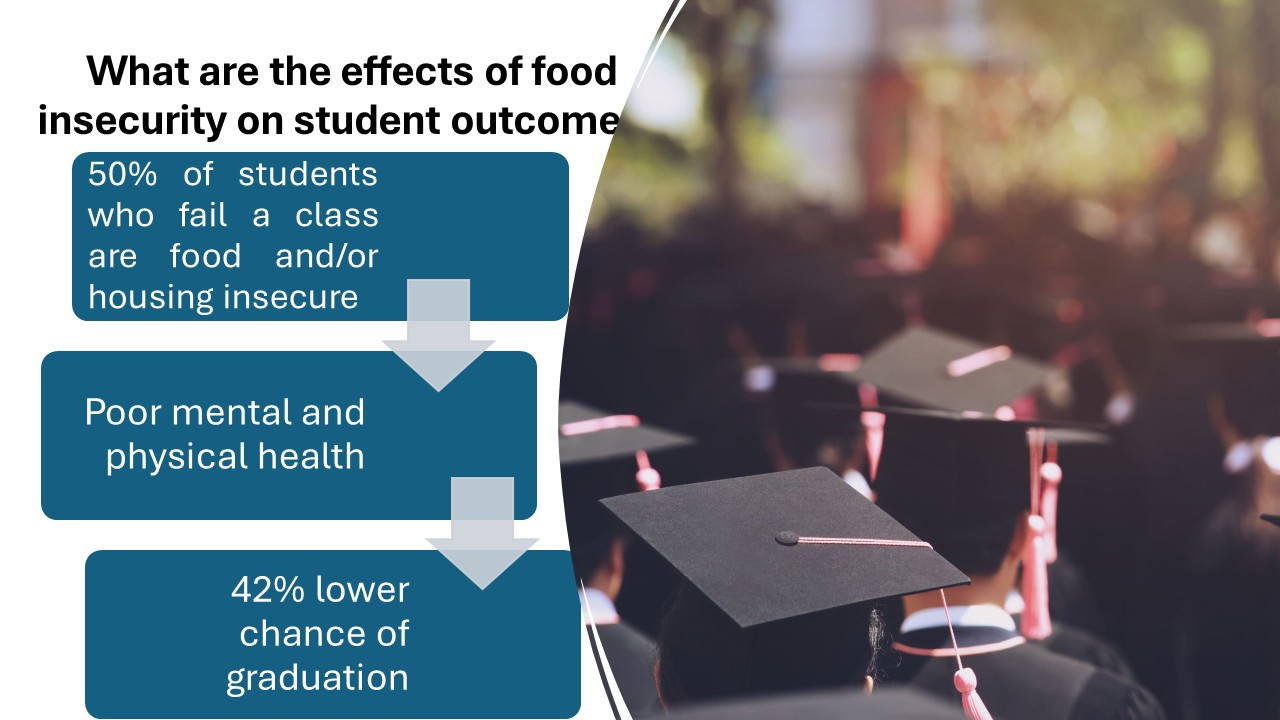 What are the effects of food
insecurity on student outcome
50% of students
who fail a class
are food and/or
housing insecure
Poor mental and
physical health
42% lower
chance of
graduation